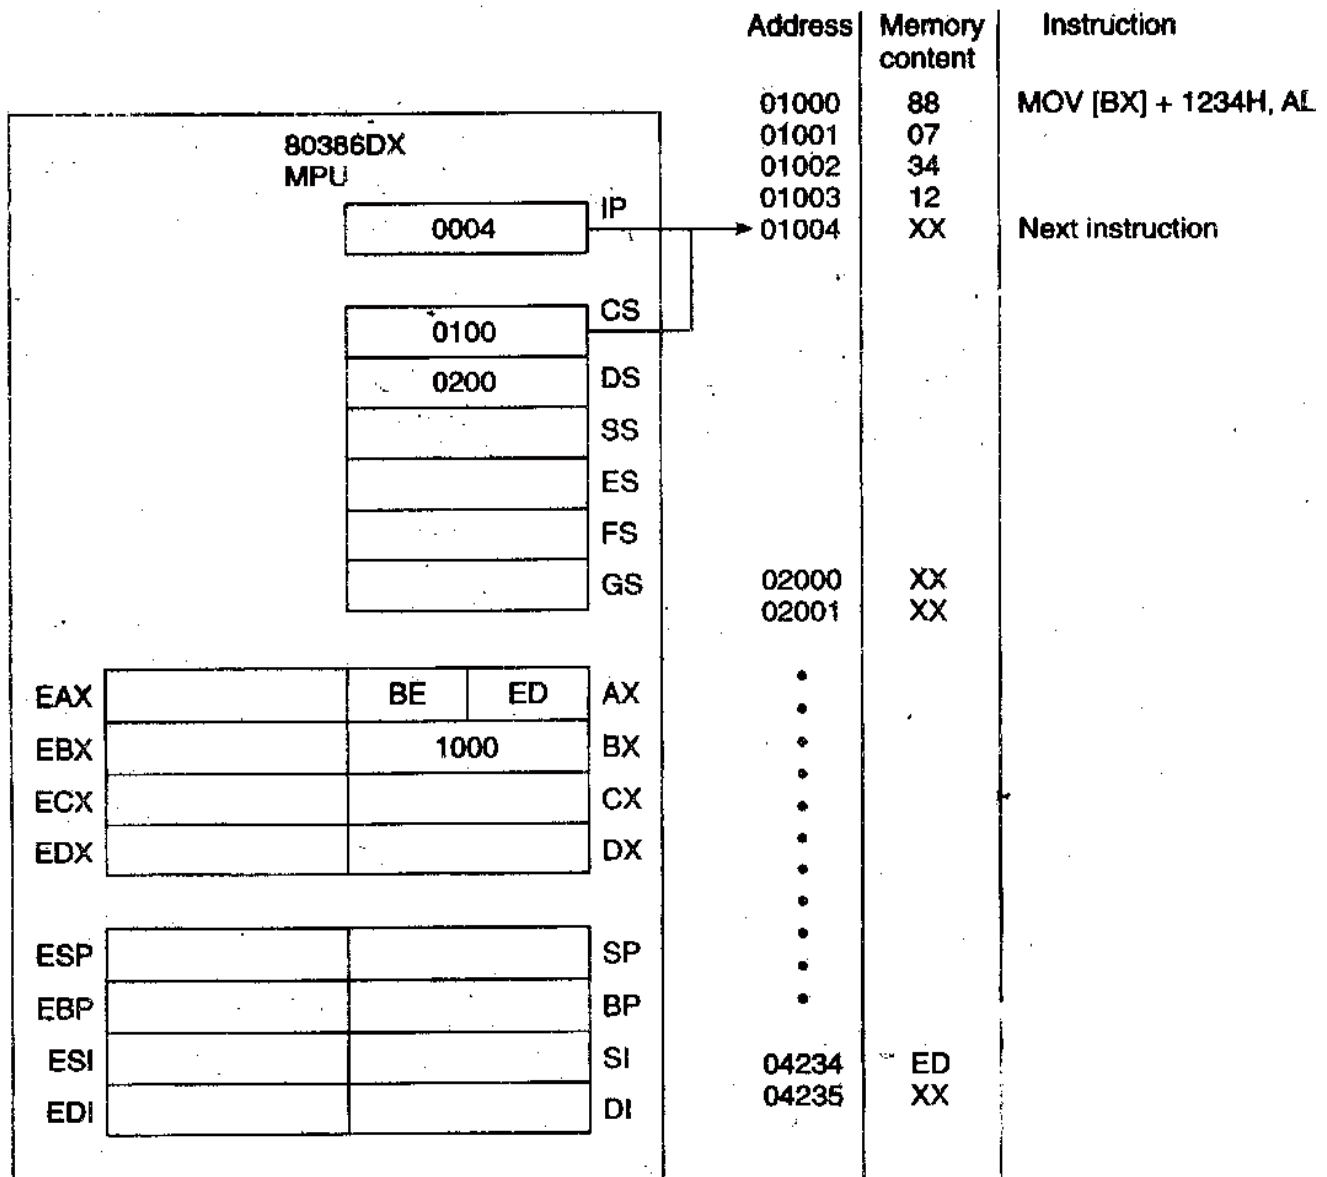 Address Memory content Instruction
01000 88 MOV [BX] + 1234H, AL
01001 07
01002 34
01003 12
01004 XX Next instruction
80386DX
MPU
0004 IP
0100 CS
0200 DS
SS
ES
FS
GS
02000 XX
02001 XX
EAX BE ED AX
EBX 1000 BX
ECX CX
EDX DX
ESP SP
EBP BP
ESI SI
EDI DI
04234 ED
04235 XX